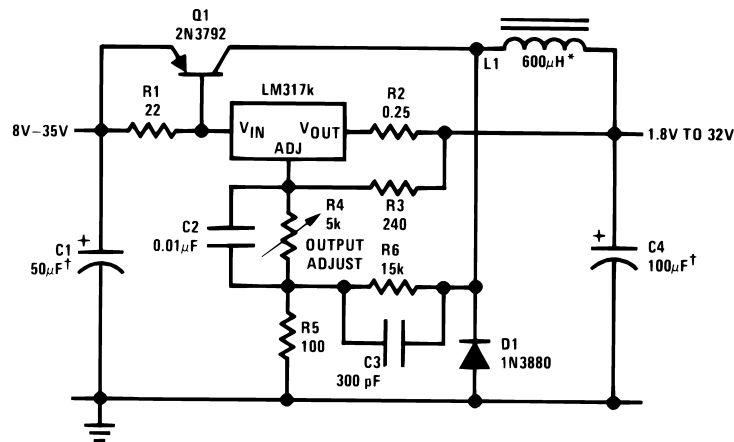 Q1
2N3792
R1
22
LM317k
VIN
VOUT
ADJ
R2
0.25
L1
600µH*
8V–35V
1.8V TO 32V
C1
+
50µF†
C2
0.01µF
R4
5k
OUTPUT
ADJUST
R3
240
R6
15k
+
C4
100µF†
R5
100
C3
300 pF
D1
1N3880